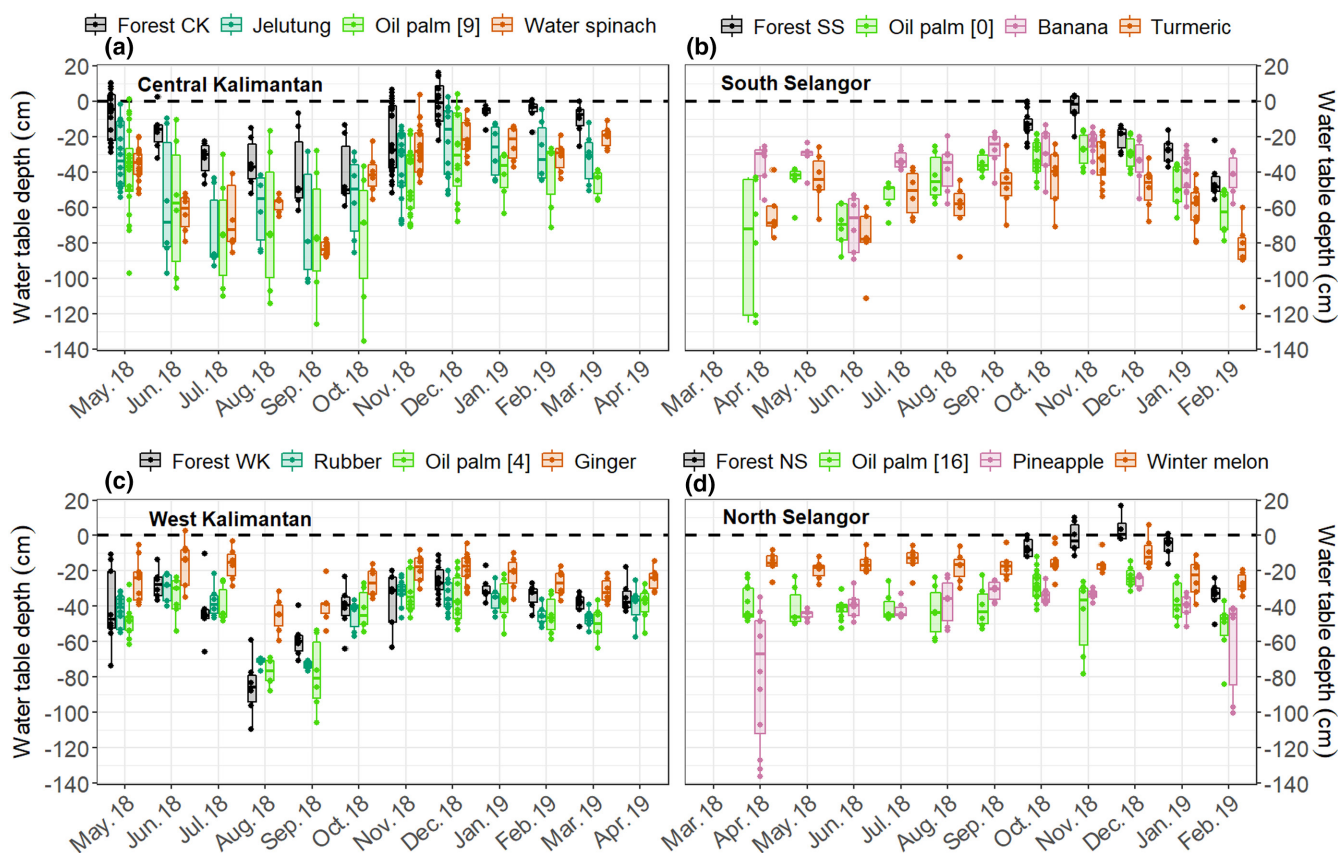 Forest CK Jelutung Oil palm [9] Water spinach
Forest SS Oil palm [0] Banana Turmeric
(a)
(b)
Central Kalimantan
South Selangor
Water table depth (cm)
20
0
-20
-40
-60
-80
-100
-120
-140
20
0
-20
-40
-60
-80
-100
-120
-140
Water table depth (cm)
May. 18 Jun. 18 Jul. 18 Aug. 18 Sep. 18 Oct. 18 Nov. 18 Dec. 18 Jan. 19 Feb. 19 Mar. 19 Apr. 19
Mar. 18 Apr. 18 May. 18 Jun. 18 Jul. 18 Aug. 18 Sep. 18 Oct. 18 Nov. 18 Dec. 18 Jan. 19 Feb. 19
Forest WK Rubber Oil palm [4] Ginger
Forest NS Oil palm [16] Pineapple Winter melon
(c)
(d)
West Kalimantan
North Selangor
Water table depth (cm)
20
0
-20
-40
-60
-80
-100
-120
-140
20
0
-20
-40
-60
-80
-100
-120
-140
Water table depth (cm)
May. 18 Jun. 18 Jul. 18 Aug. 18 Sep. 18 Oct. 18 Nov. 18 Dec. 18 Jan. 19 Feb. 19 Mar. 19 Apr. 19
Mar. 18 Apr. 18 May. 18 Jun. 18 Jul. 18 Aug. 18 Sep. 18 Oct. 18 Nov. 18 Dec. 18 Jan. 19 Feb. 19